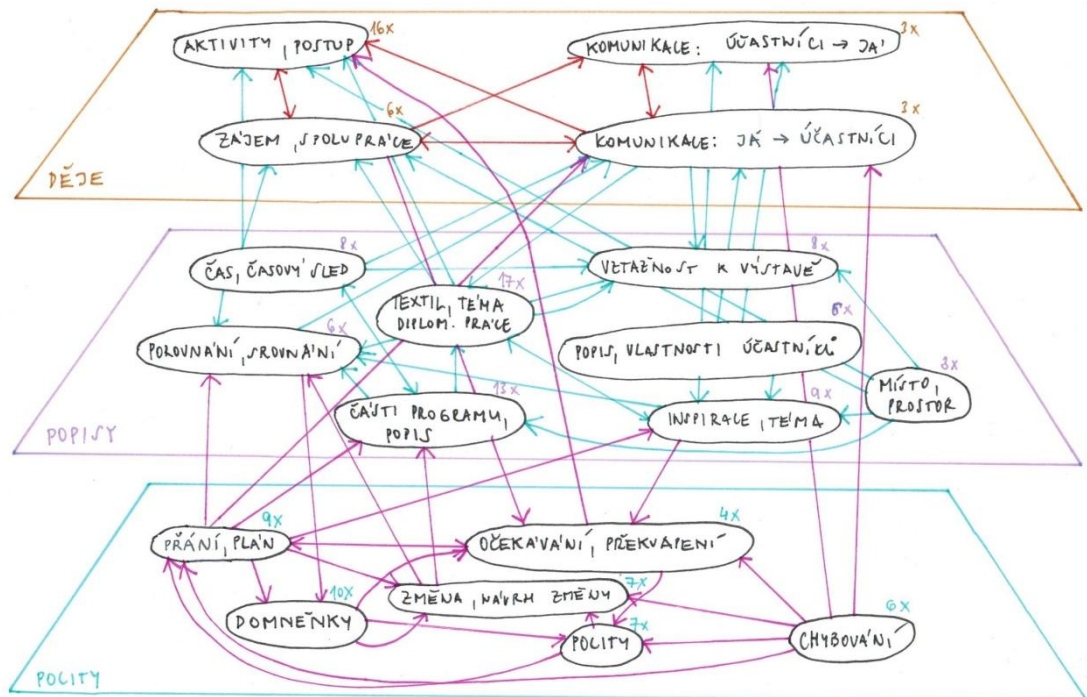 AKTIVITY, POSTUP
16x
KOMUNIKACE: ÚČASTNÍCI → JÁ
3x
ZÁJEM, SPOLUPRÁCE
6x
KOMUNIKACE: JÁ → ÚČASTNÍCI
3x
DĚJE
ČAS, ČASOVÝ SLED
8x
VZTAŽNOST K VÝSTAVĚ
8x
TEXTIL, TÉMA
DIPLOM. PRÁCE
17x
POROVNÁNÍ, SROVNÁNÍ
6x
POPIS, VLASTNOSTI ÚČASTNÍCI
MÍSTO,
PROSTOR
3x
ČÁSTI PROGRAMU,
POPIS
13x
INSPIRACE, TÉMA
9x
POPISY
PŘÁNÍ, PLÁN
9x
OČEKÁVÁNÍ, PŘEKVAPENÍ
4x
ZMĚNA, NÁVRH ZMĚNY
7x
DOMNĚŇKY
10x
POCITY
7x
CHYBOVÁNÍ
6x
POCITY